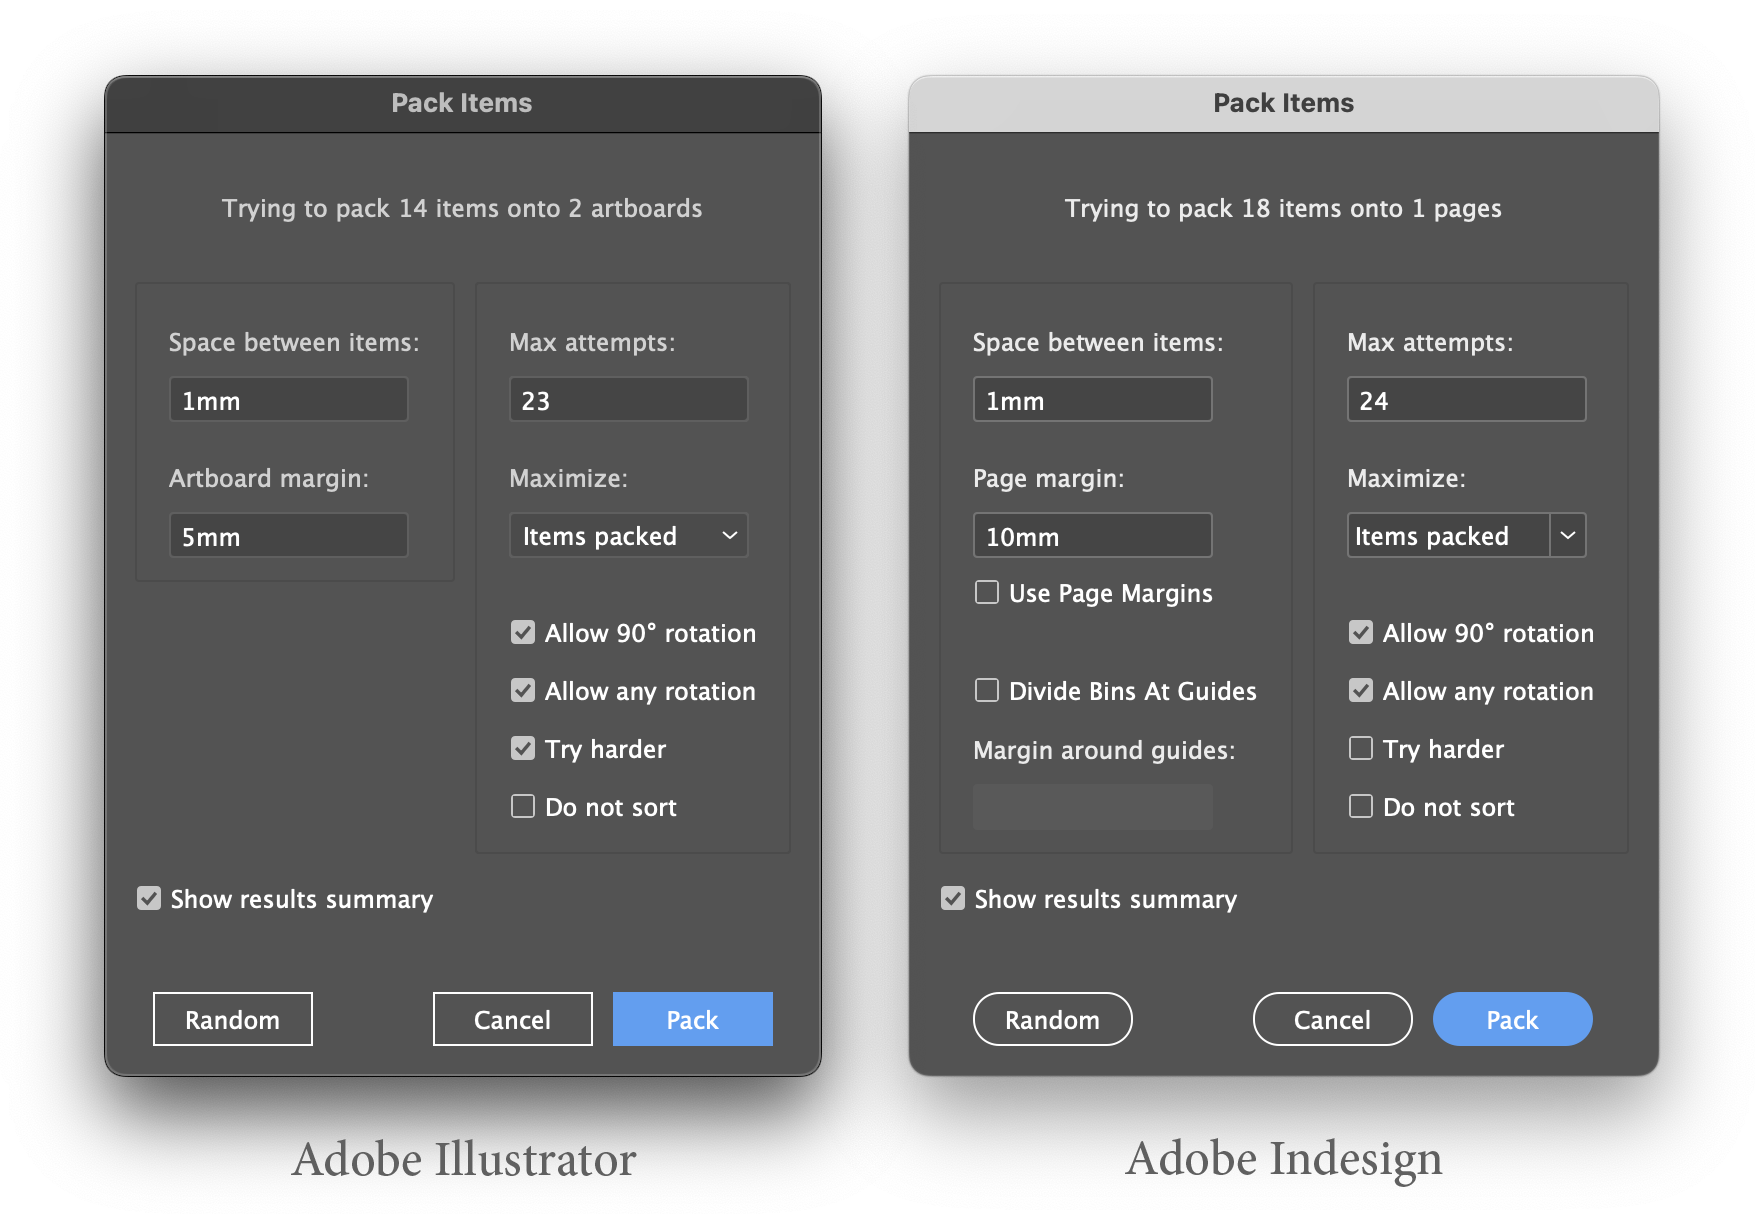 Pack Items
Trying to pack 14 items onto 2 artboards
Space between items:
1mm
Artboard margin:
5mm
Max attempts:
23
Maximize:
Items packed
Allow 90° rotation
Allow any rotation
Try harder
Do not sort
Show results summary
Random
Cancel
Pack
Adobe Illustrator
Pack Items
Trying to pack 18 items onto 1 pages
Space between items:
1mm
Page margin:
10mm
Use Page Margins
Divide Bins At Guides
Margin around guides:
Max attempts:
24
Maximize:
Items packed
Allow 90° rotation
Allow any rotation
Try harder
Do not sort
Show results summary
Random
Cancel
Pack
Adobe Indesign